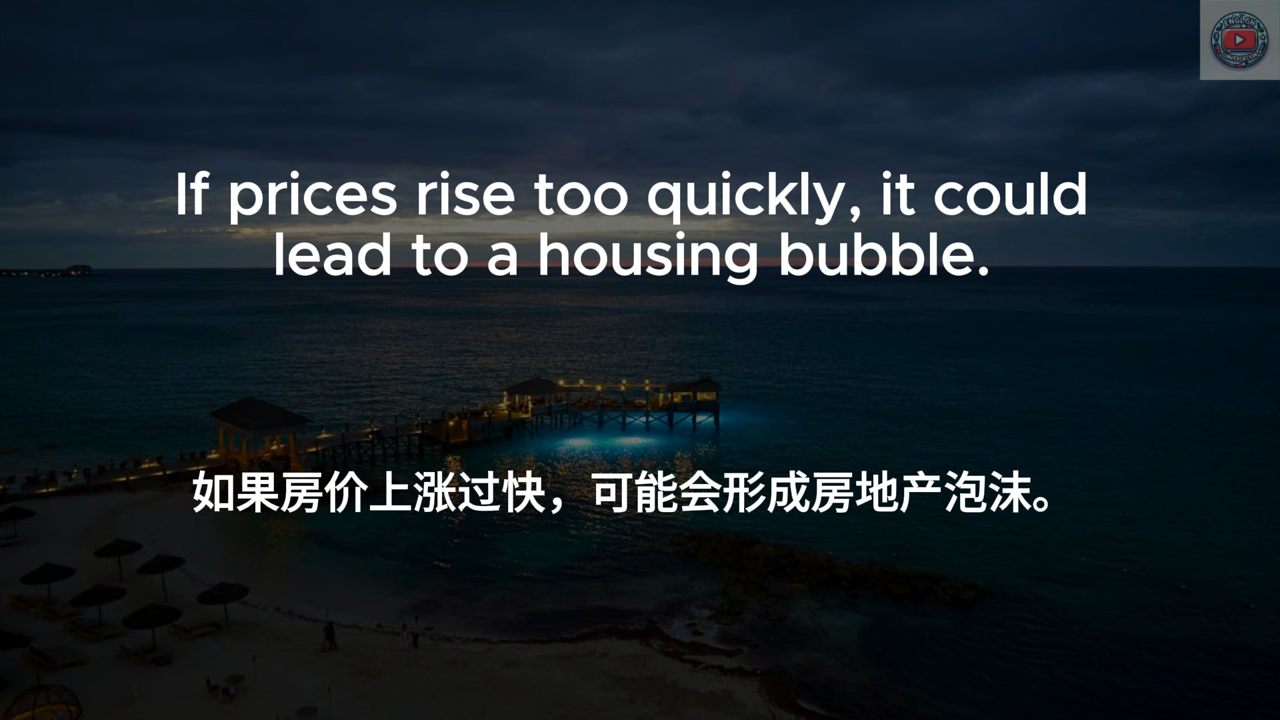 If prices rise too quickly, it could
lead to a housing bubble.
如果房价上涨过快，可能会形成房地产泡沫。